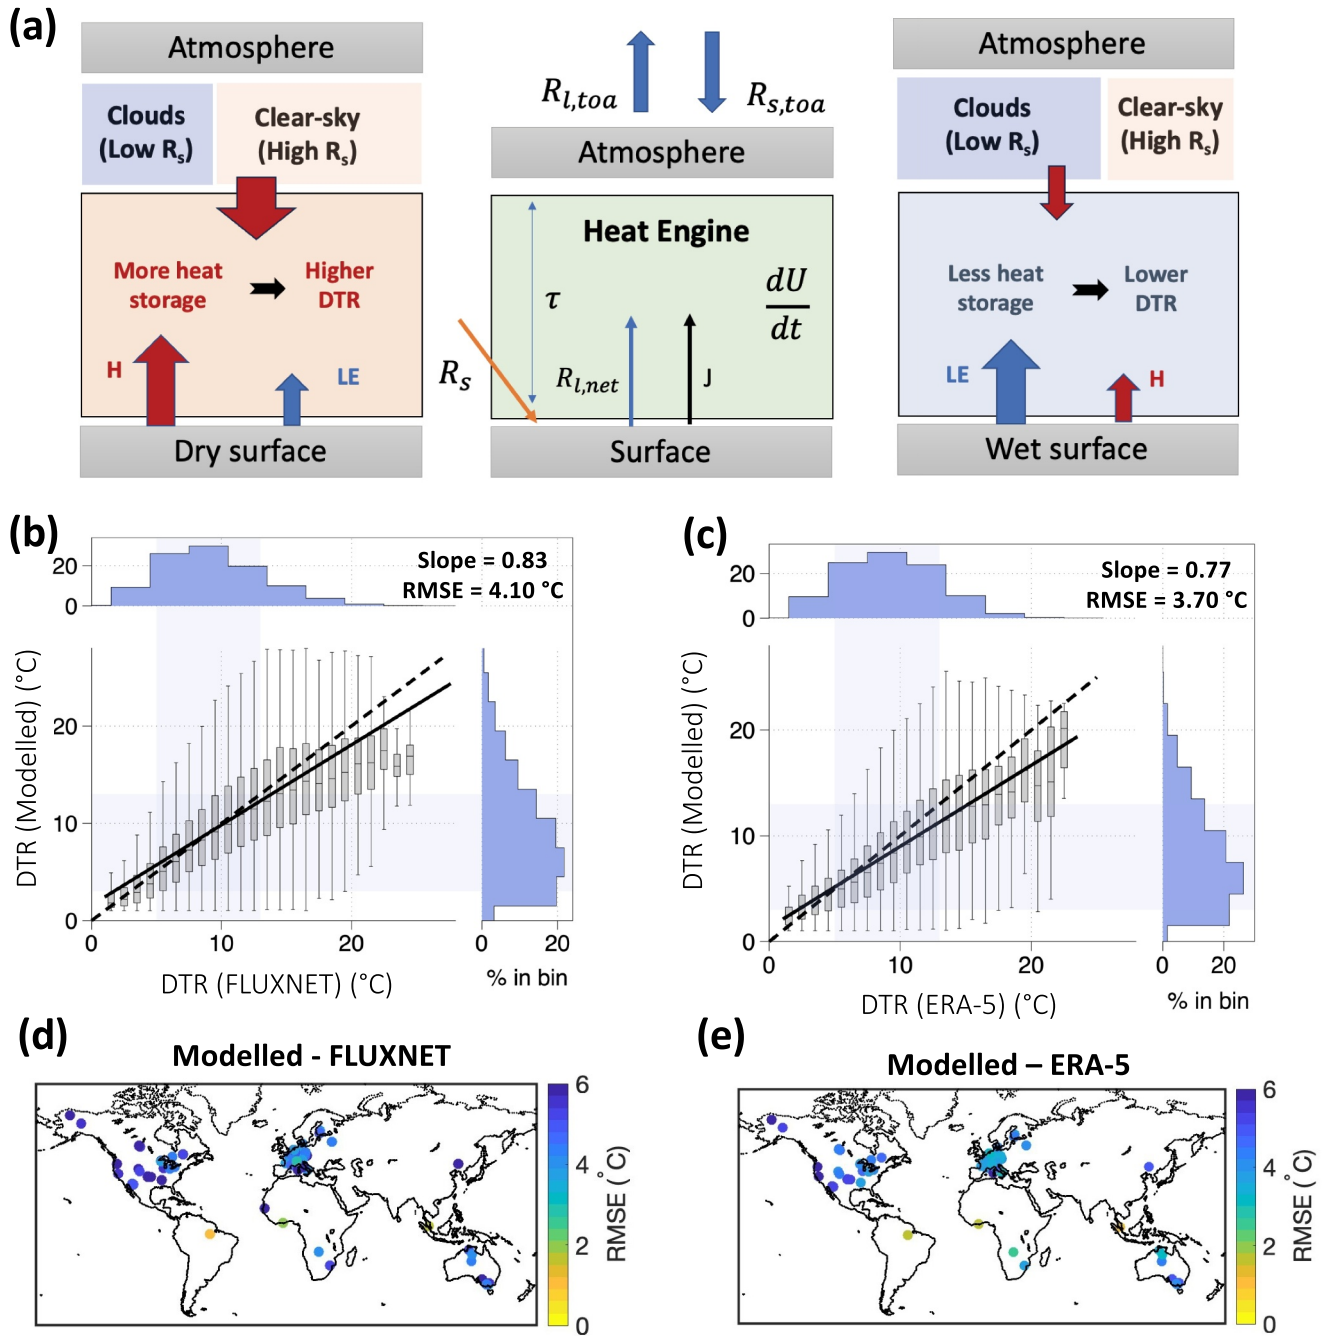 (a)
Atmosphere
Clouds
(Low Rs)
Clear-sky
(High Rs)
More heat
storage
Higher
DTR
H
LE
Dry surface
Rl,toa
Rs,toa
Atmosphere
Heat Engine
τ
dU
dt
Rs
Rl,net
J
Surface
Atmosphere
Clouds
(Low Rs)
Clear-sky
(High Rs)
Less heat
storage
Lower
DTR
LE
H
Wet surface
(b)
Slope = 0.83
RMSE = 4.10 °C
20
0
DTR (Modelled) (°C)
20
10
0
0
10
20
DTR (FLUXNET) (°C)
0
20
% in bin
(c)
Slope = 0.77
RMSE = 3.70 °C
20
0
DTR (Modelled) (°C)
20
10
0
0
10
20
DTR (ERA-5) (°C)
0
20
% in bin
(d)
Modelled - FLUXNET
6
4
2
0
RMSE (°C)
(e)
Modelled – ERA-5
6
4
2
0
RMSE (°C)